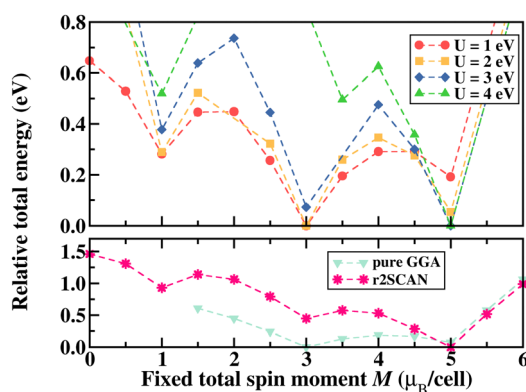 0.8
0.6
0.4
0.2
0.0
Relative total energy (eV)
U = 1 eV
U = 2 eV
U = 3 eV
U = 4 eV
1.5
1.0
0.5
0.0
pure GGA
r2SCAN
0 1 2 3 4 5 6
Fixed total spin moment M (μB/cell)